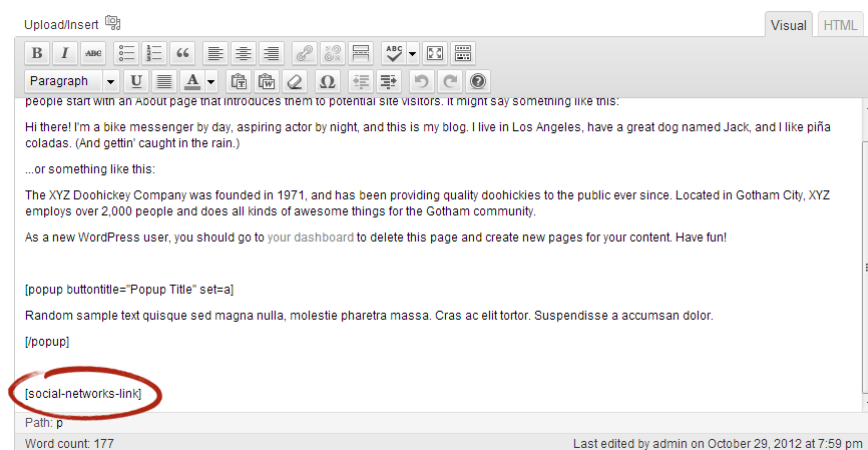 Upload/Insert
Visual HTML
B I ABC ABC
Paragraph U A T W Ω
people start with an About page that introduces them to potential site visitors. It might say something like this:
Hi there! I'm a bike messenger by day, aspiring actor by night, and this is my blog. I live in Los Angeles, have a great dog named Jack, and I like piña
coladas. (And gettin' caught in the rain.)
...or something like this:
The XYZ Doohickey Company was founded in 1971, and has been providing quality doohickies to the public ever since. Located in Gotham City, XYZ
employs over 2,000 people and does all kinds of awesome things for the Gotham community.
As a new WordPress user, you should go to your dashboard to delete this page and create new pages for your content. Have fun!
[popup buttontitle="Popup Title" set=a]
Random sample text quisque sed magna nulla, molestie pharetra massa. Cras ac elit tortor. Suspendisse a accumsan dolor.
[/popup]
[social-networks-link]
Path: p
Word count: 177 Last edited by admin on October 29, 2012 at 7:59 pm